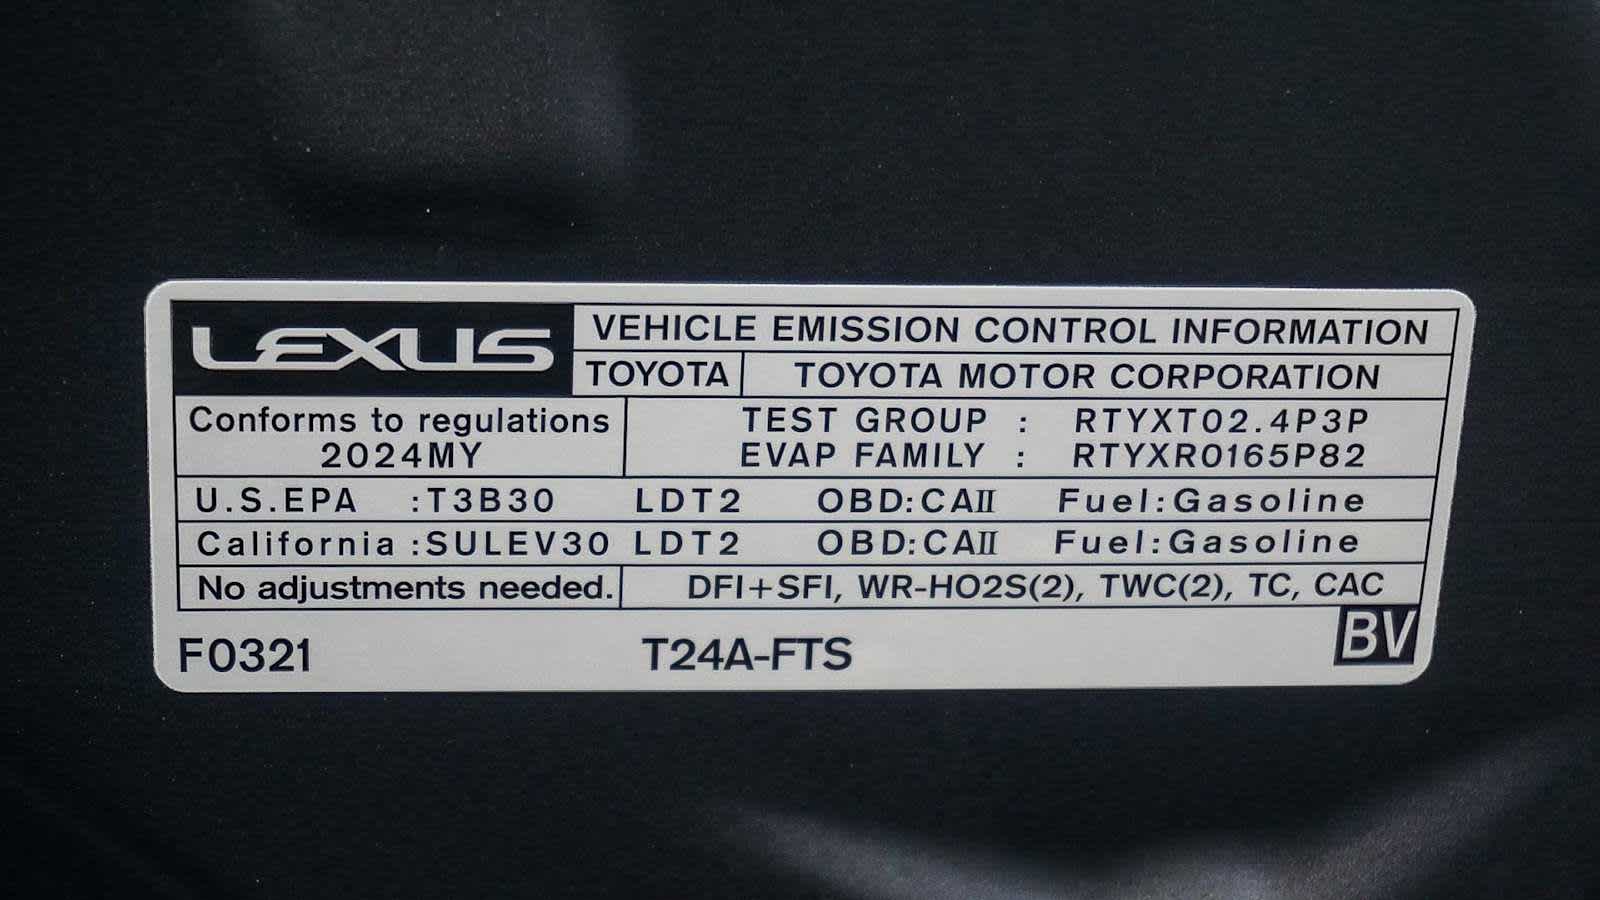 LEXUS VEHICLE EMISSION CONTROL INFORMATION
TOYOTA TOYOTA MOTOR CORPORATION
Conforms to regulations TEST GROUP : RTYXT02.4P3P
2024MY EVAP FAMILY : RTYXR0165P82
U.S.EPA :T3B30 LDT2 OBD:CAII Fuel:Gasoline
California :SULEV30 LDT2 OBD:CAII Fuel:Gasoline
No adjustments needed. DFI+SFI, WR-HO2S(2), TWC(2), TC, CAC
F0321 T24A-FTS BV